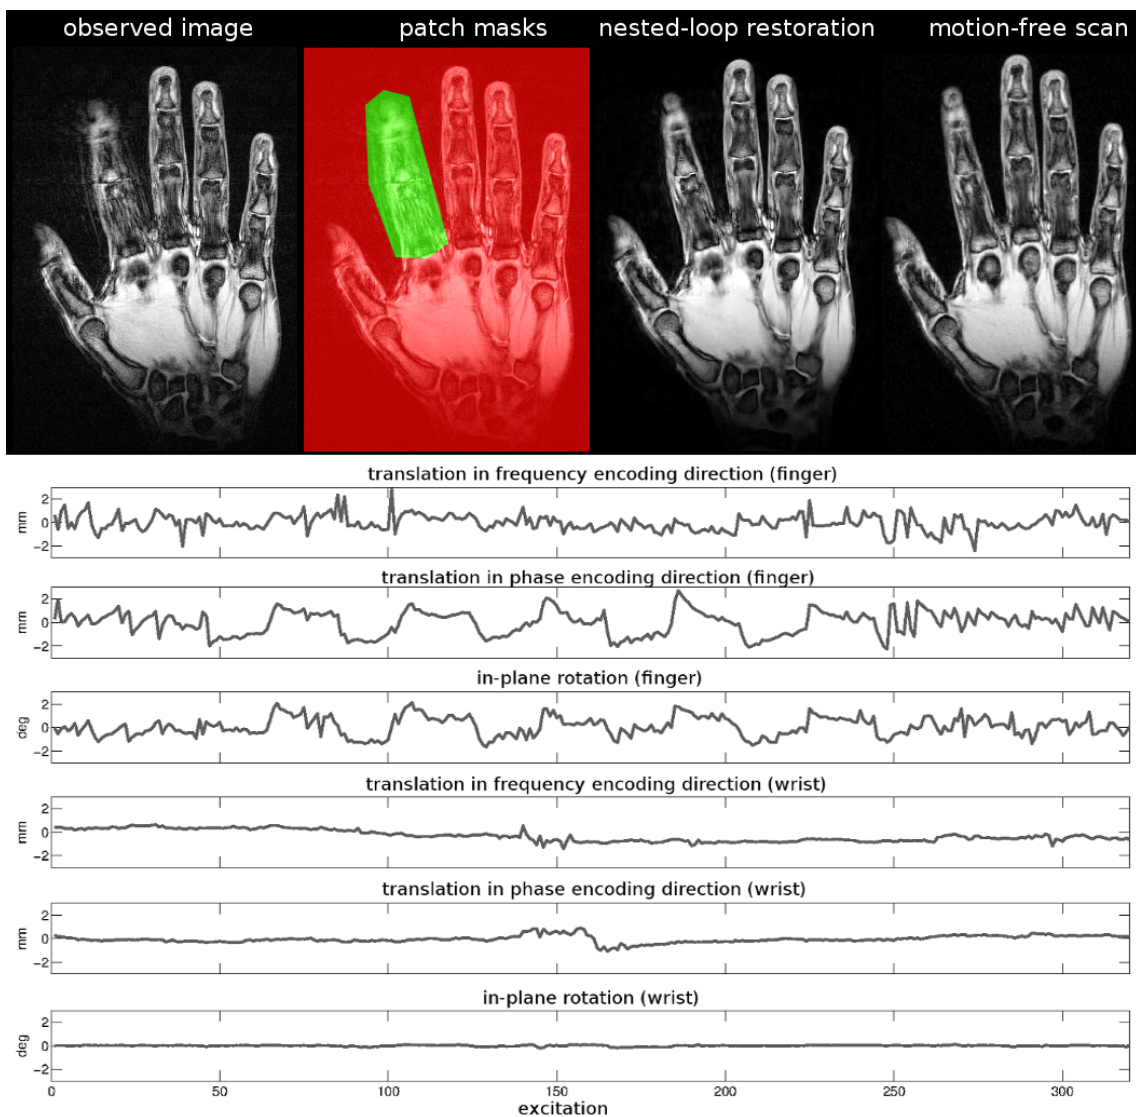 observed image patch masks nested-loop restoration motion-free scan
translation in frequency encoding direction (finger)
2
0
−2
mm
translation in phase encoding direction (finger)
2
0
−2
mm
in-plane rotation (finger)
2
0
−2
deg
translation in frequency encoding direction (wrist)
2
0
−2
mm
translation in phase encoding direction (wrist)
2
0
−2
mm
in-plane rotation (wrist)
2
0
−2
deg
0 50 100 150 200 250 300
excitation